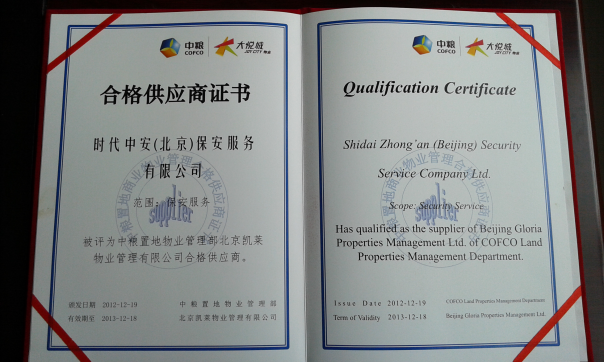 中粮
COFCO
大悦城
JOY CITY
合格供应商证书
时代中安(北京)保安服务
有限公司
范围:保安服务
supplier
被评为中粮置地物业管理部北京凯莱
物业管理有限公司合格供应商。
颁发日期 2012-12-19 中粮置地物业管理部
有效期至 2013-12-18 北京凯莱物业管理有限公司
中粮
COFCO
大悦城
JOY CITY
Qualification Certificate
Shidai Zhong'an (Beijing) Security
Service Company Ltd.
Scope: Security Service
supplier
Has qualified as the supplier of Beijing Gloria
Properties Management Ltd. of COFCO Land
Properties Management Department.
Issue Date 2012-12-19 COFCO Land Properties Management Department
Term of Validity 2013-12-18 Beijing Gloria Properties Management Ltd.